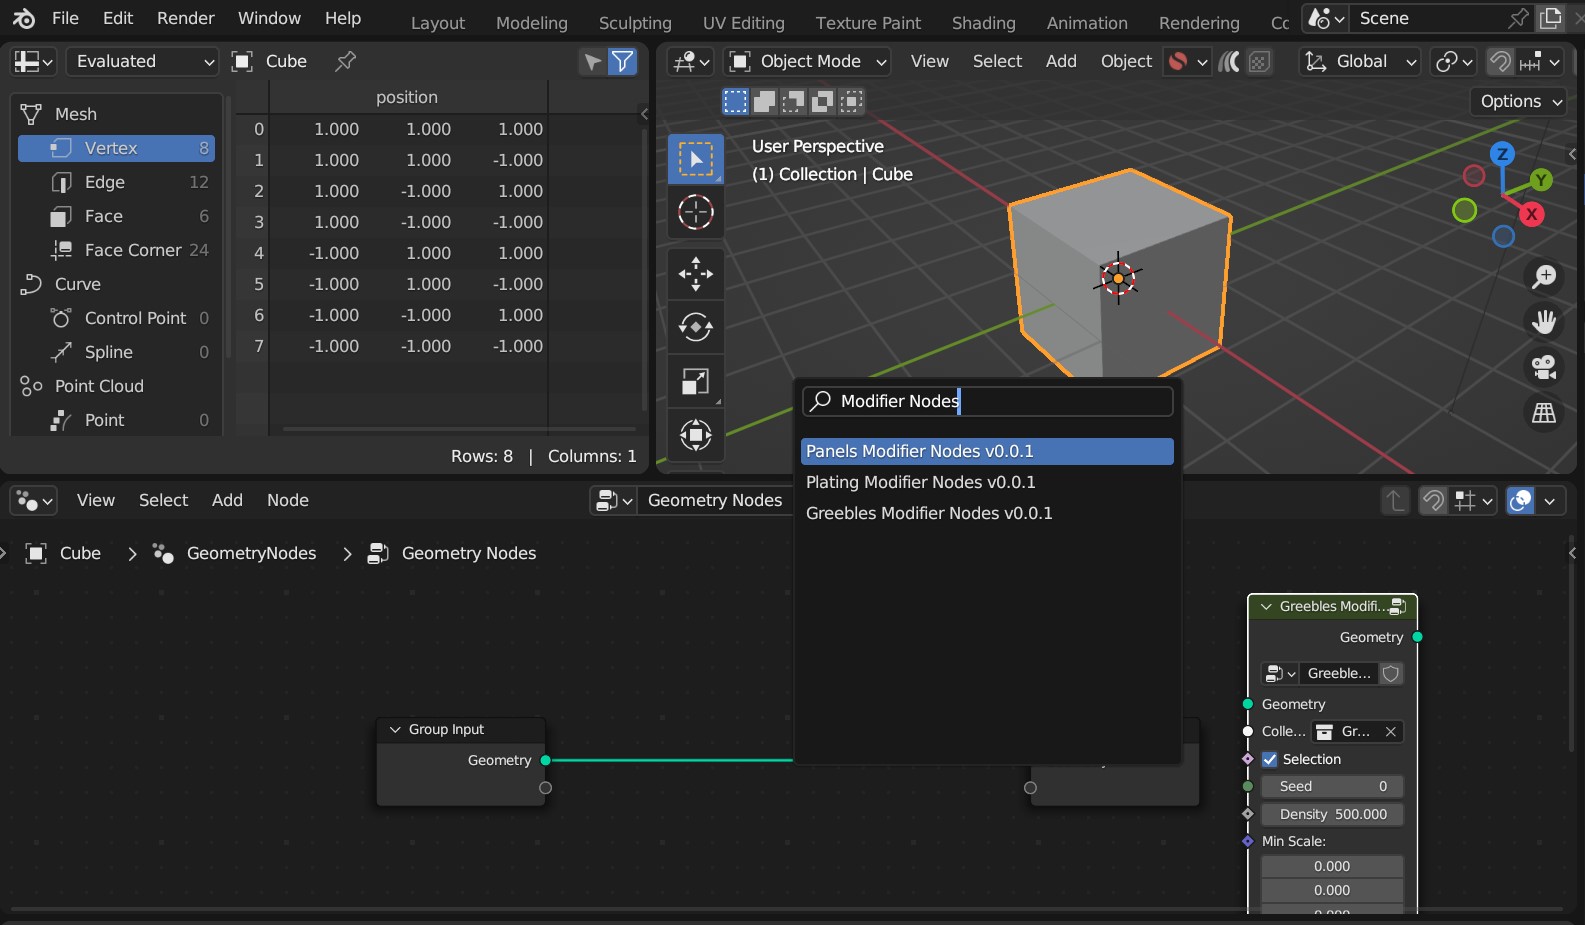 File Edit Render Window Help Layout Modeling Sculpting UV Editing Texture Paint Shading Animation Rendering Scene
Evaluated Cube
position
Mesh
Vertex 8
Edge 12
Face 6
Face Corner 24
Curve
Control Point 0
Spline 0
Point Cloud
Point 0
0 1.000 1.000 1.000
1 1.000 1.000 -1.000
2 1.000 -1.000 1.000
3 1.000 -1.000 -1.000
4 -1.000 1.000 1.000
5 -1.000 1.000 -1.000
6 -1.000 -1.000 1.000
7 -1.000 -1.000 -1.000
Rows: 8 | Columns: 1
Object Mode View Select Add Object Global
Options
User Perspective
(1) Collection | Cube
Z
Y
X
Modifier Nodes
Panels Modifier Nodes v0.0.1
Plating Modifier Nodes v0.0.1
Greebles Modifier Nodes v0.0.1
View Select Add Node Geometry Nodes
Cube > GeometryNodes > Geometry Nodes
Group Input
Geometry
Greebles Modifi...
Geometry
Greeble...
Geometry
Colle... Gr...
Selection
Seed 0
Density 500.000
Min Scale:
0.000
0.000